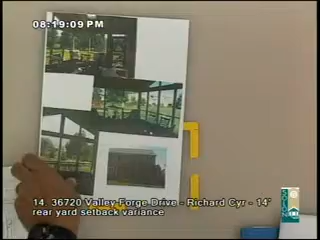 08:19:09 PM
14 36720 Valley Forge Drive - Richard Cyr - 14'
rear yard setback variance